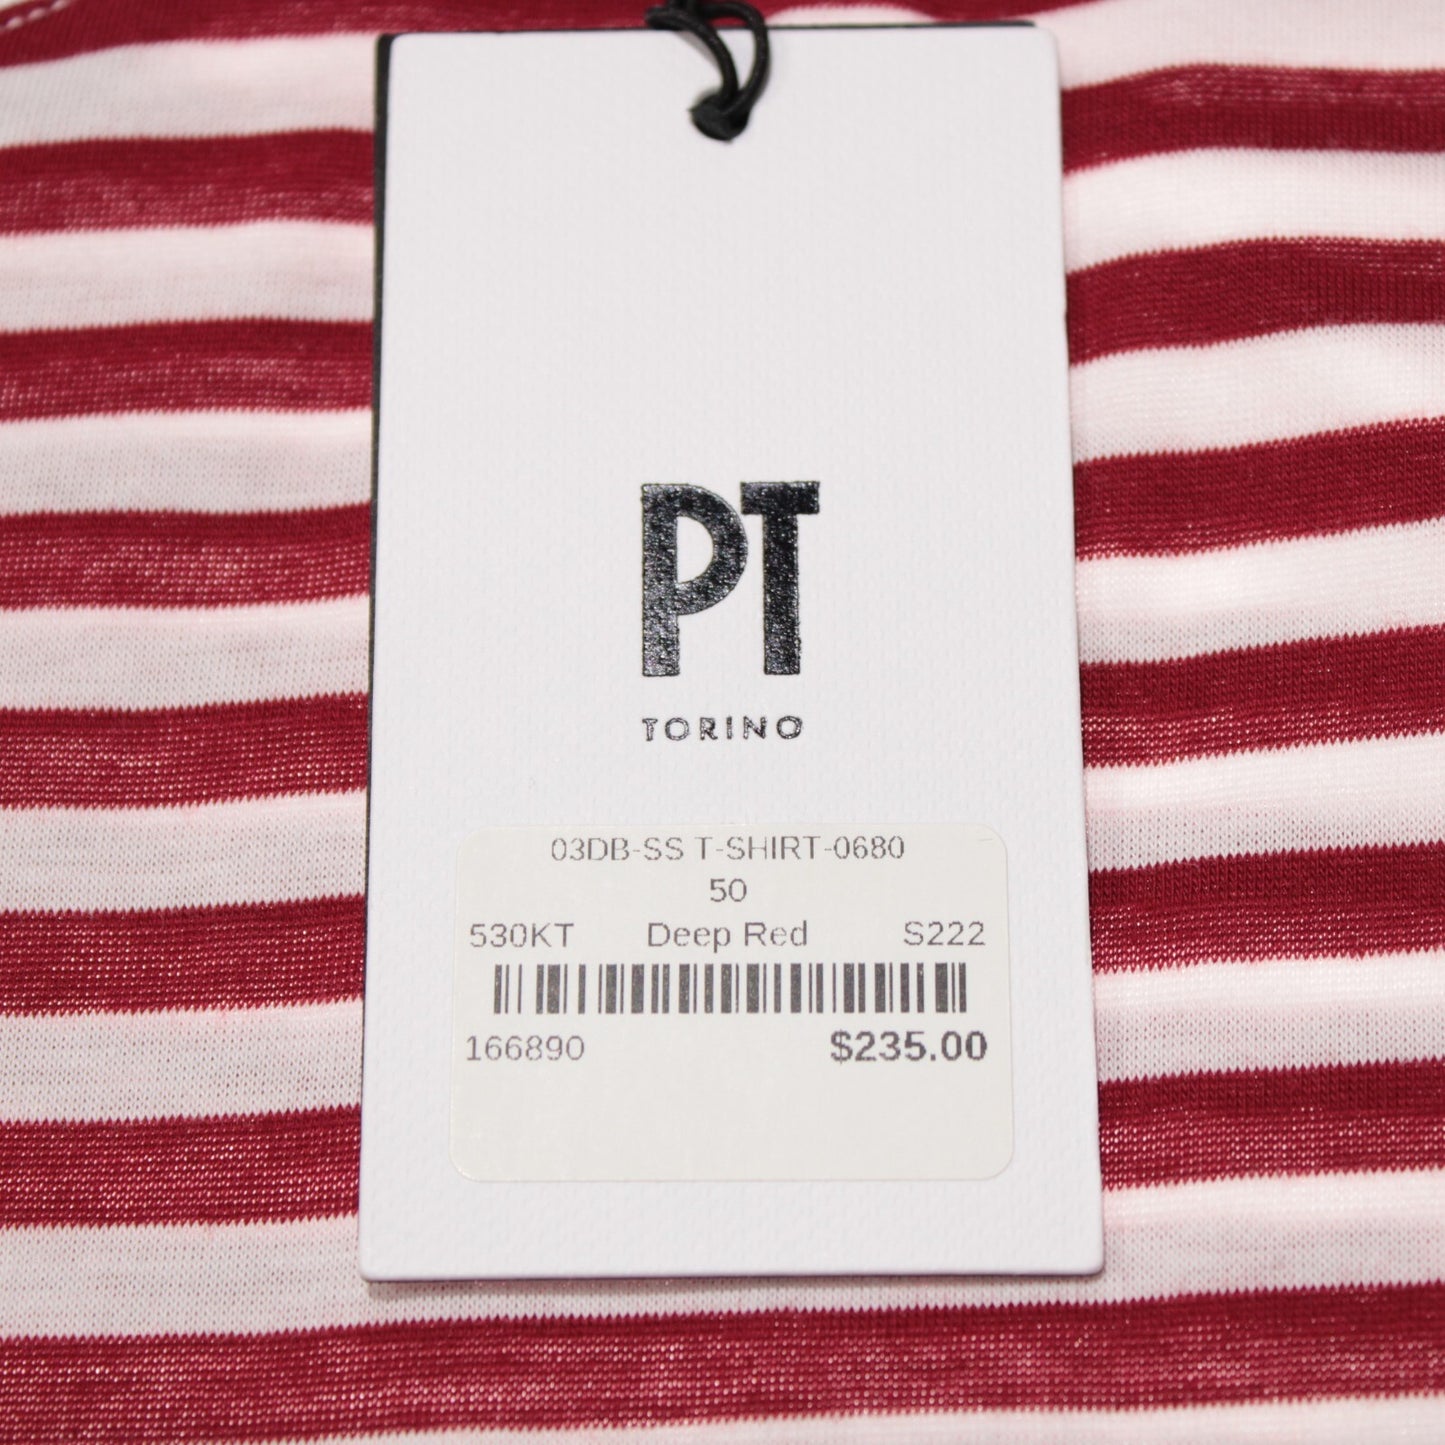 PT
TORINO
03DB-SS T-SHIRT-0680
50
530KT Deep Red S222
166890 $235.00